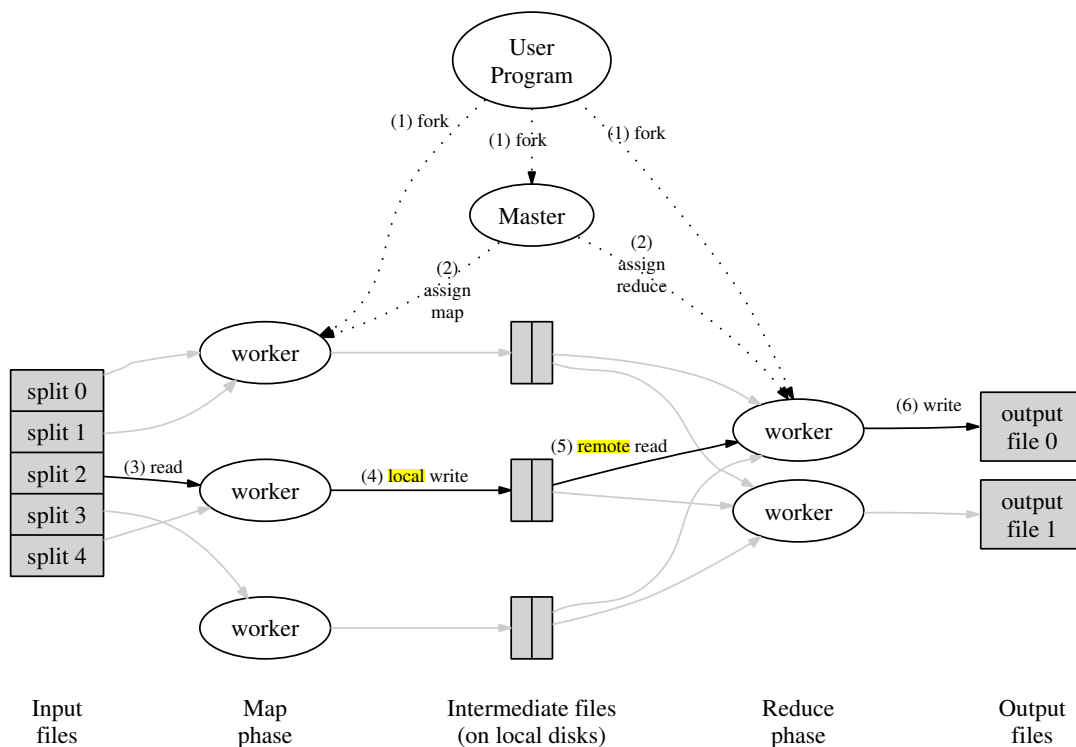 User
Program
(1) fork
(1) fork
(1) fork
Master
(2)
assign
map
(2)
assign
reduce
worker
split 0
split 1
split 2
split 3
split 4
(3) read
worker
(4) local write
(5) remote read
worker
(6) write
output
file 0
worker
output
file 1
worker
Input
files
Map
phase
Intermediate files
(on local disks)
Reduce
phase
Output
files